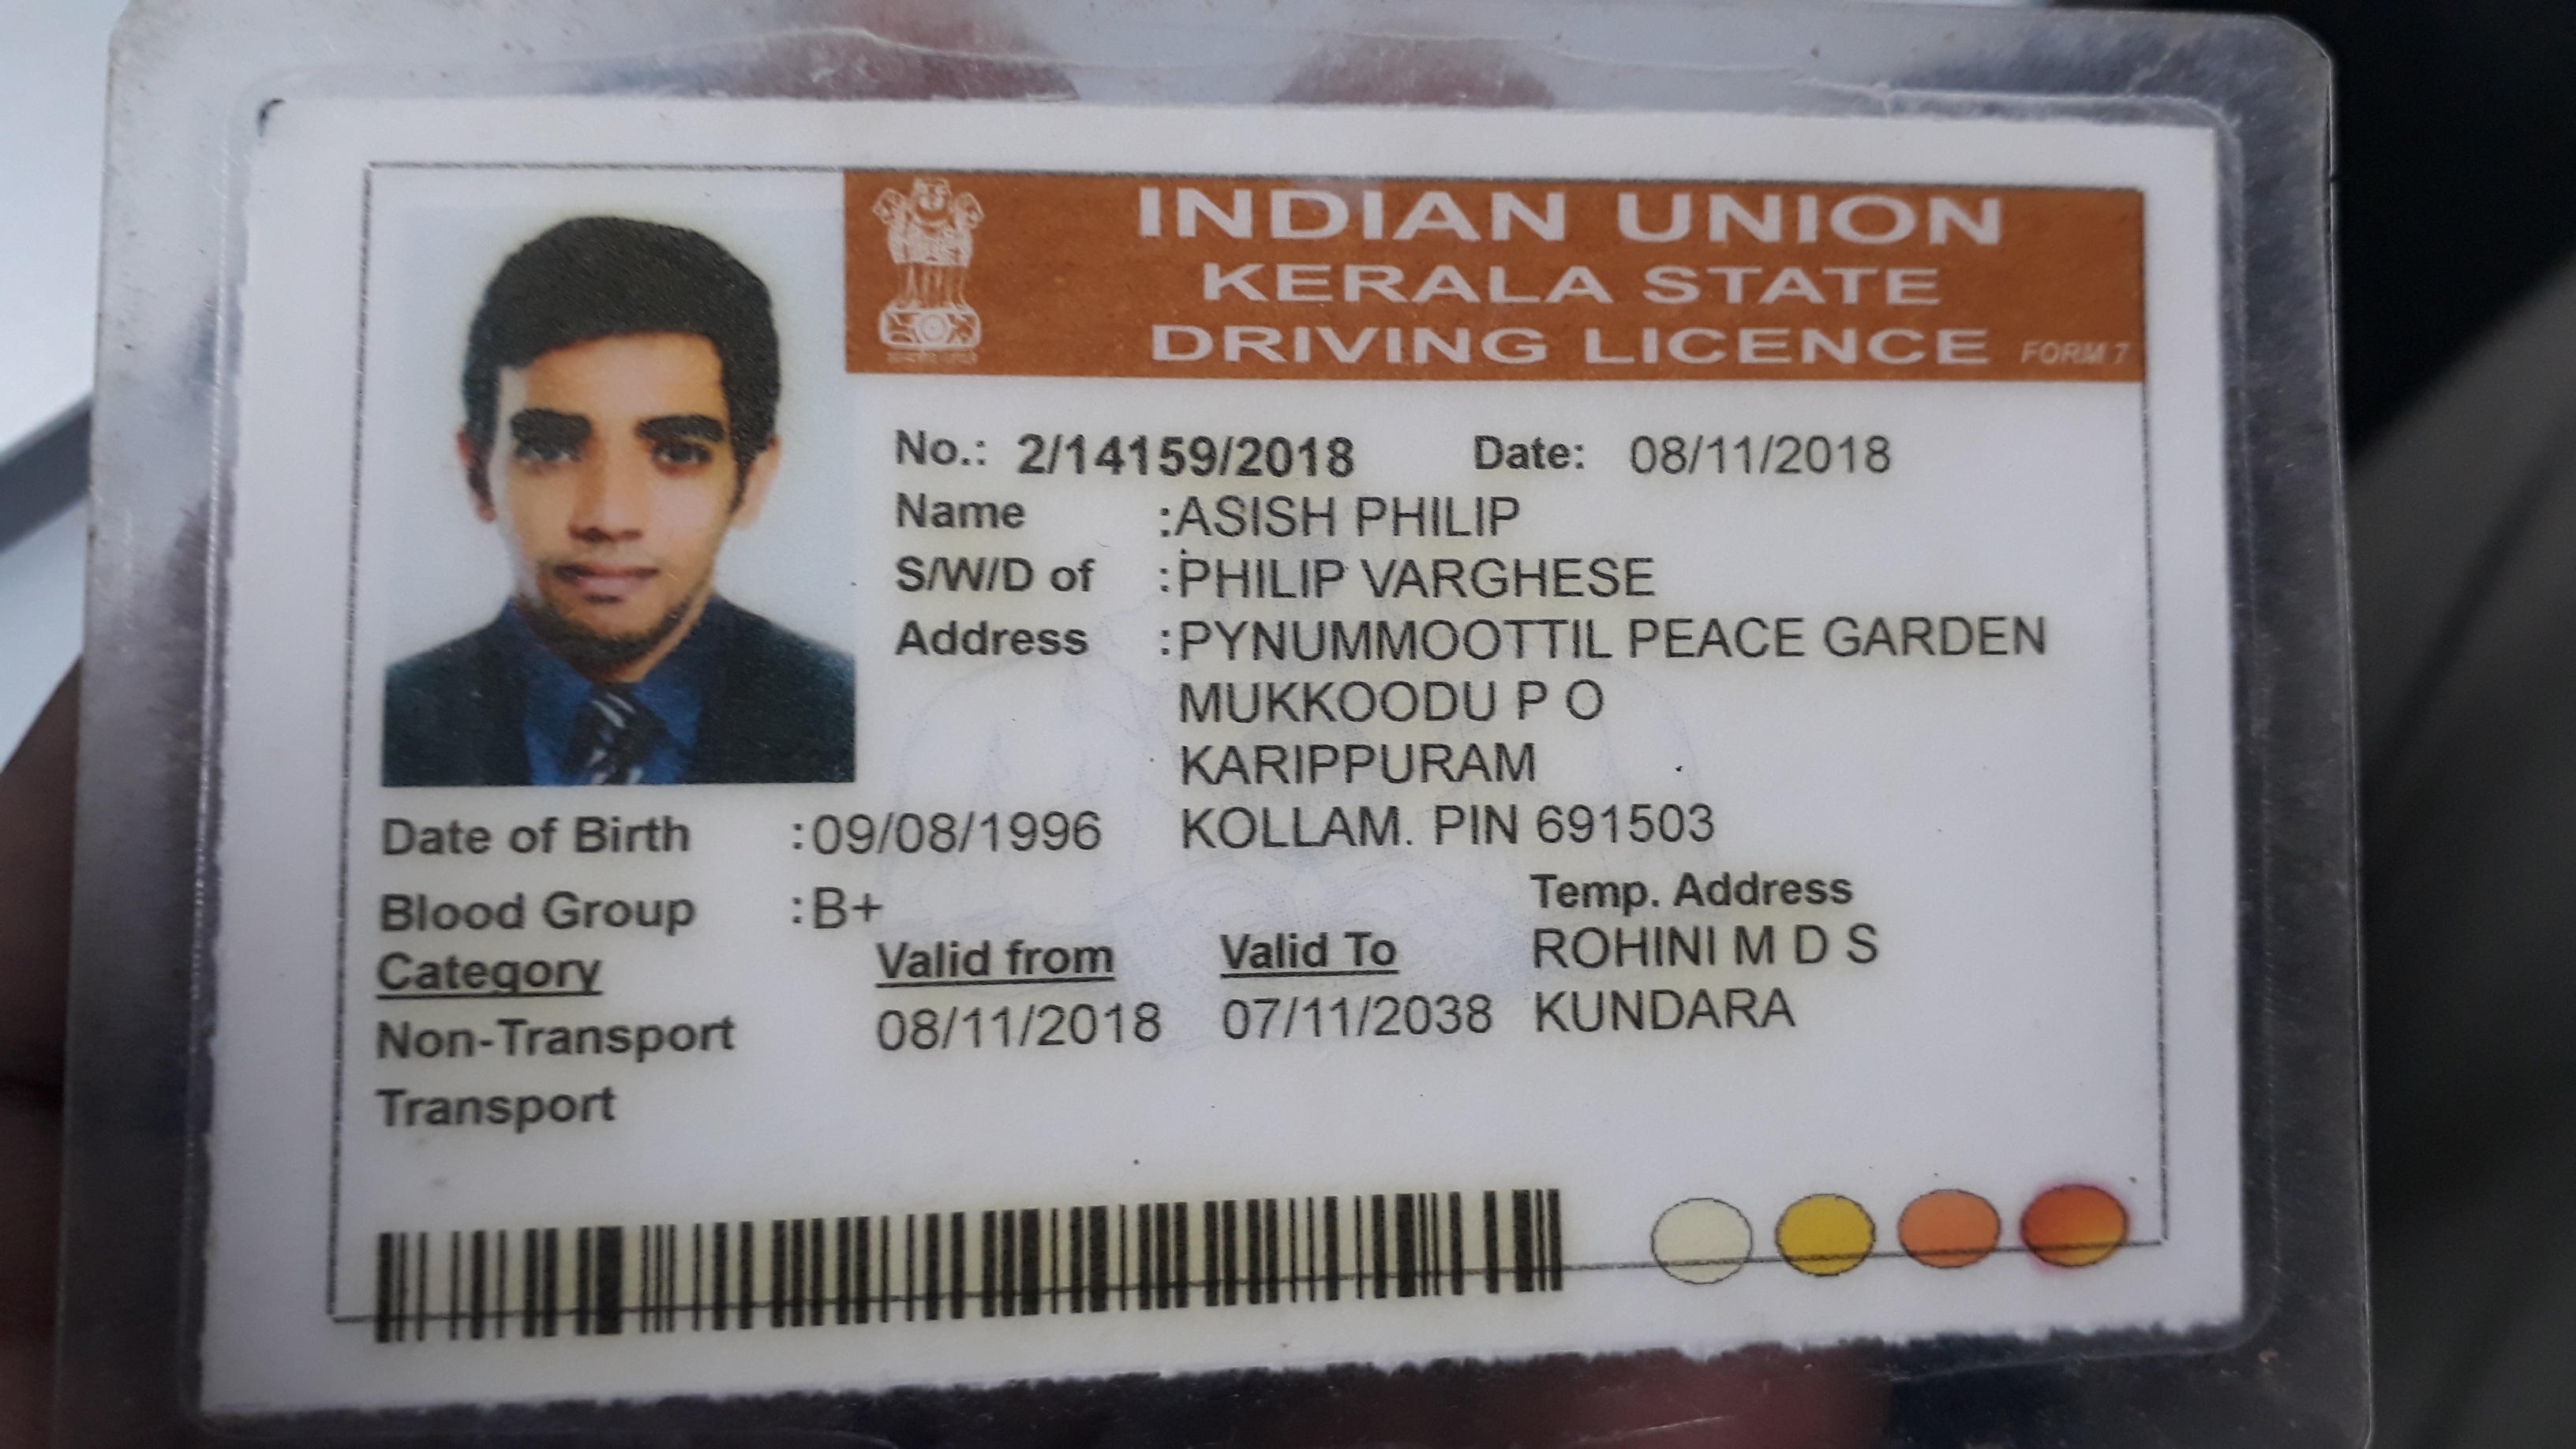 INDIAN UNION
KERALA STATE
DRIVING LICENCE FORM 7
No.: 2/14159/2018 Date: 08/11/2018
Name :ASISH PHILIP
S/W/D of :PHILIP VARGHESE
Address :PYNUMMOOTTIL PEACE GARDEN
MUKKOODU P O
KARIPPURAM
KOLLAM. PIN 691503
Date of Birth :09/08/1996
Blood Group :B+
Temp. Address
ROHINI M D S
KUNDARA
Category Valid from Valid To
Non-Transport 08/11/2018 07/11/2038
Transport